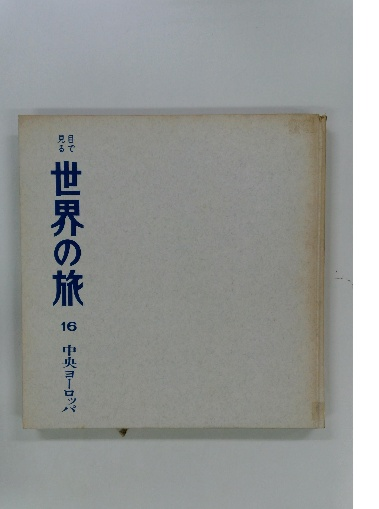 目で
見る
世界の旅
16
中央ヨーロッパ